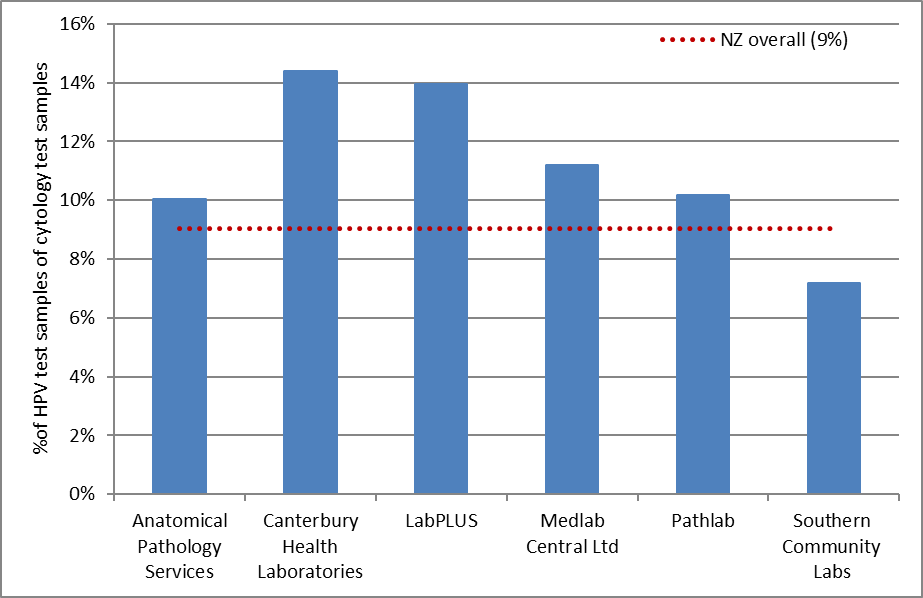 16%
NZ overall (9%)
14%
12%
10%
8%
6%
4%
2%
0%
%of HPV test samples of cytology test samples
Anatomical
Pathology
Services
Canterbury
Health
Laboratories
LabPLUS
Medlab
Central Ltd
Pathlab
Southern
Community
Labs